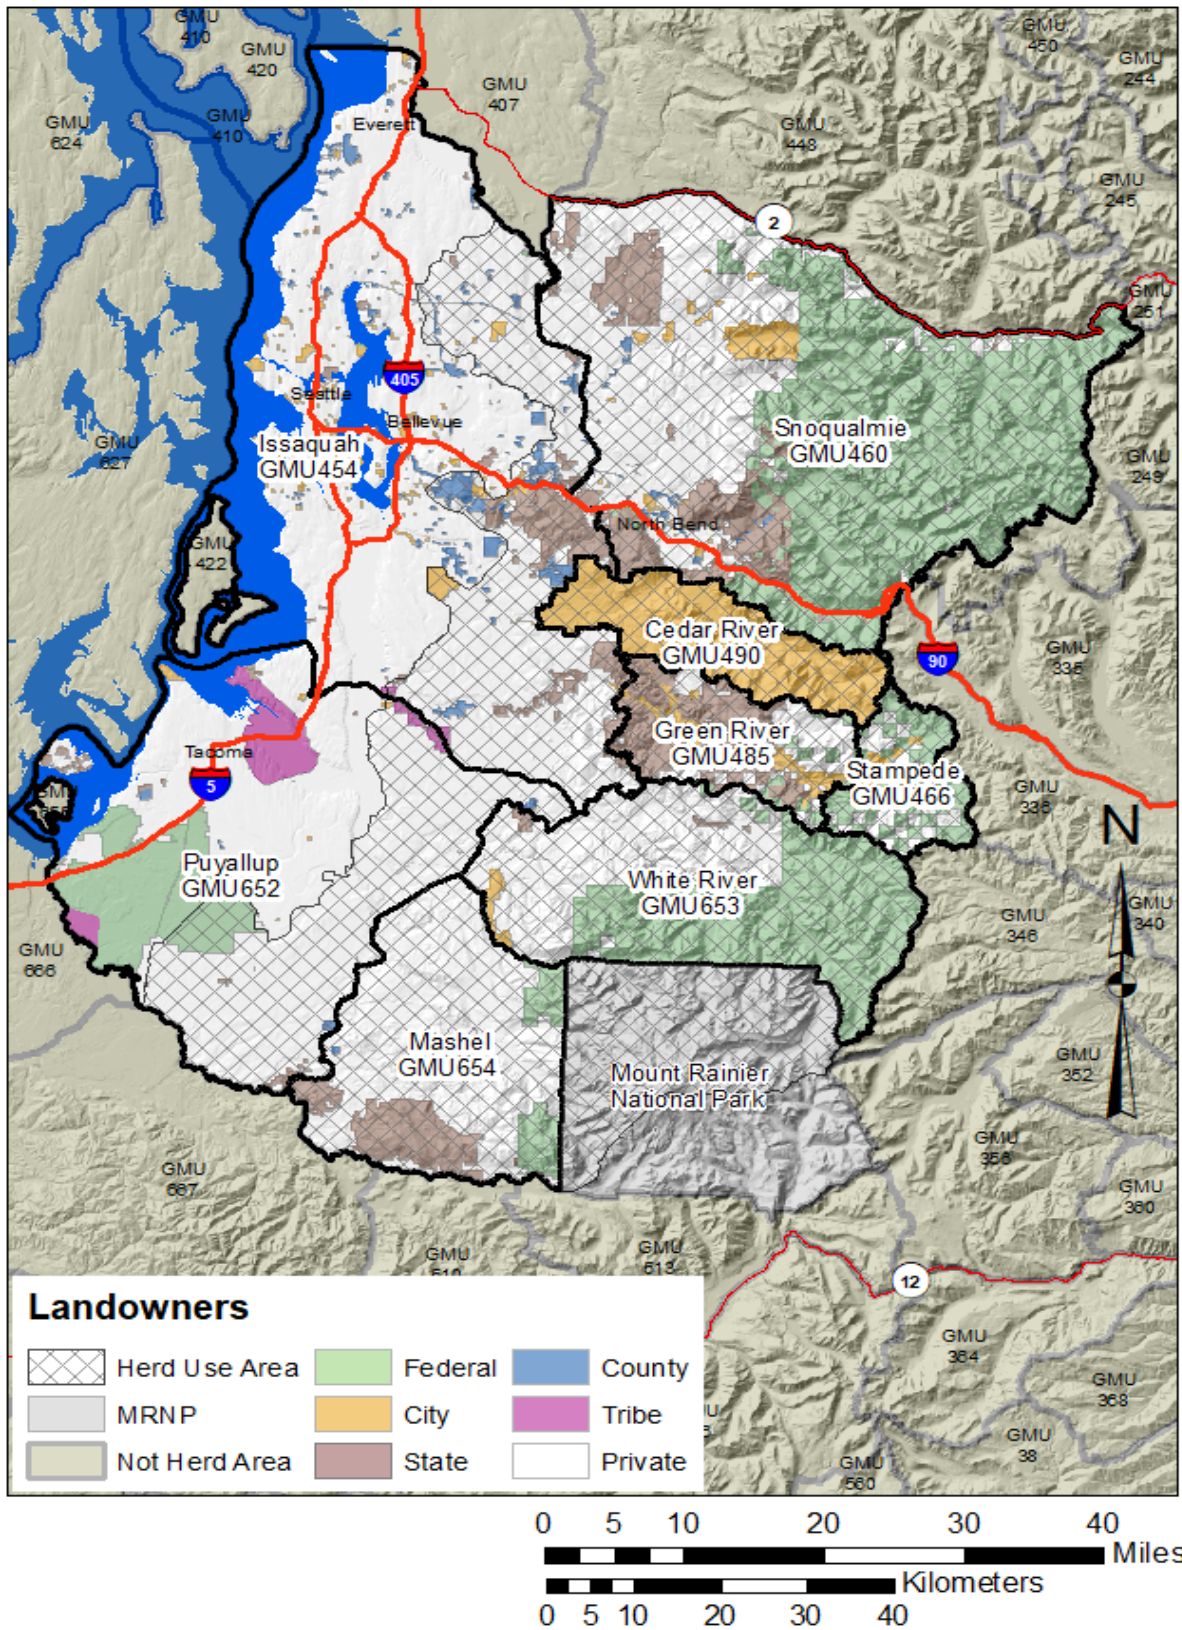 GMU
410
GMU
420
GMU
450
GMU
244
GMU
407
GMU
624
GMU
410
Everett
GMU
448
GMU
245
2
GMU
251
405
Seattle
Bellevue
Issaquah
GMU454
Snoqualmie
GMU460
GMU
627
GMU
249
North Bend
GMU
422
Cedar River
GMU490
90
GMU
335
Green River
GMU485
Tacoma
5
Stampede
GMU466
GMU
336
N
Puyallup
GMU652
White River
GMU653
GMU
340
GMU
346
GMU
666
Mashel
GMU654
Mount Rainier
National Park
GMU
352
GMU
667
GMU
356
GMU
360
GMU
GMU
513
12
GMU
364
GMU
368
GMU
38
GMU
560
Landowners
Herd Use Area
Federal
County
MRNP
City
Tribe
Not Herd Area
State
Private
0 5 10 20 30 40
Miles
Kilometers
0 5 10 20 30 40